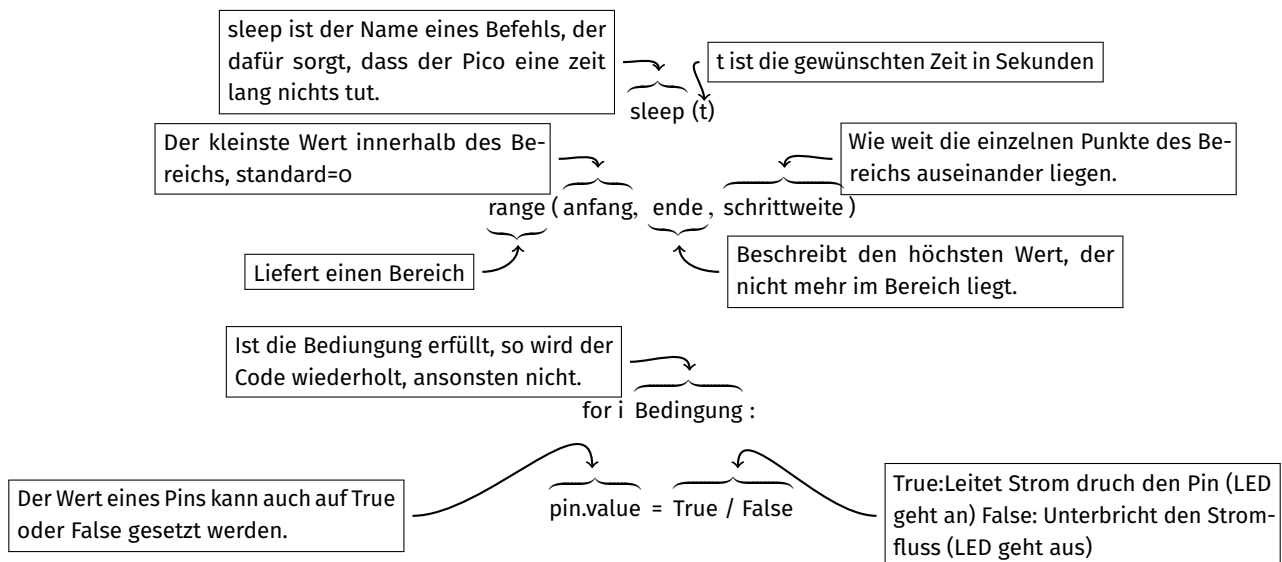 sleep ist der Name eines Befehls, der
dafür sorgt, dass der Pico eine zeit
lang nichts tut.
t ist die gewünschten Zeit in Sekunden
sleep (t)
Der kleinste Wert innerhalb des Be-
reichs, standard=0
Wie weit die einzelnen Punkte des Be-
reichs auseinander liegen.
range ( anfang, ende , schrittweite )
Liefert einen Bereich
Beschreibt den höchsten Wert, der
nicht mehr im Bereich liegt.
Ist die Bediungung erfüllt, so wird der
Code wiederholt, ansonsten nicht.
for i Bedingung :
Der Wert eines Pins kann auch auf True
oder False gesetzt werden.
pin.value = True / False
True:Leitet Strom druch den Pin (LED
geht an) False: Unterbricht den Strom-
fluss (LED geht aus)